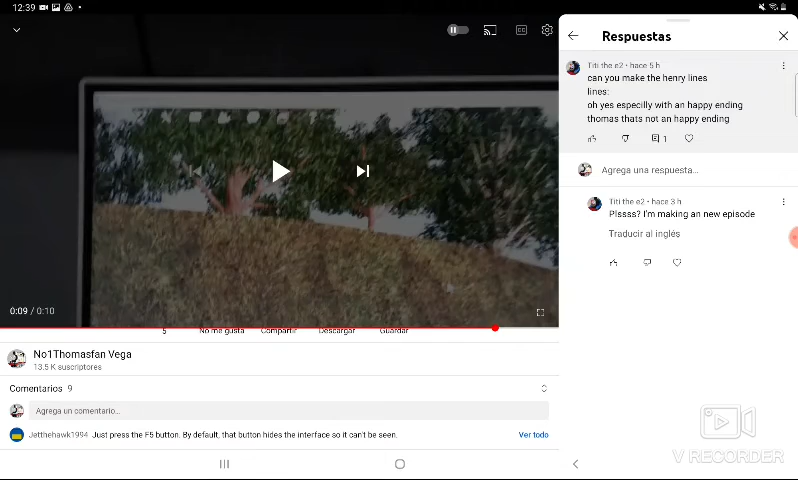 12:39
Respuestas
Titi the e2 • hace 5 h
can you make the henry lines
lines:
oh yes especilly with an happy ending
thomas thats not an happy ending
1
Agrega una respuesta...
Titi the e2 • hace 3 h
Plssss? I'm making an new episode
Traducir al inglés
CC
0:09 / 0:10
5 No me gusta Compartir Descargar Guardar
No1Thomasfan Vega
13.5 K suscriptores
Comentarios 9
Agrega un comentario...
Jetthehawk1994 Just press the F5 button. By default, that button hides the interface so it can't be seen. Ver todo
V RECORDER